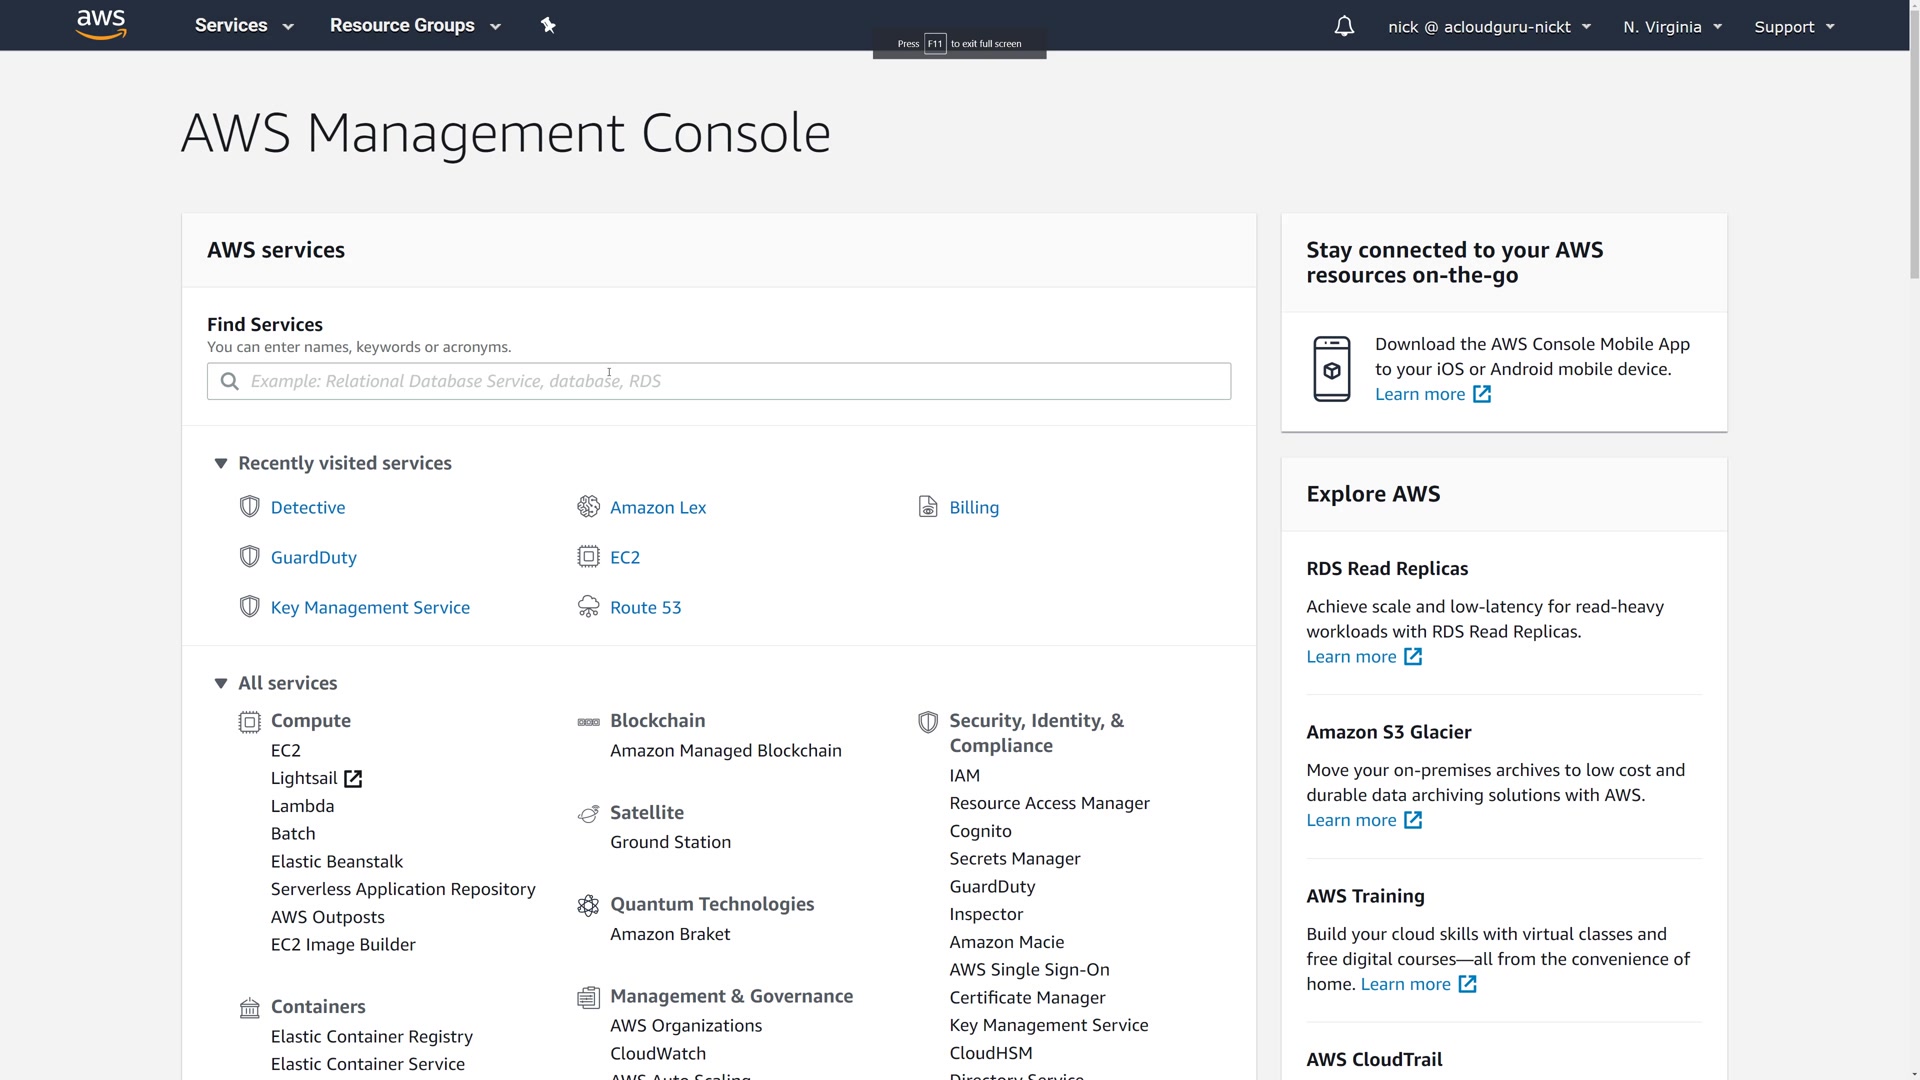 aws Services Resource Groups nick @ acloudguru-nickt N. Virginia Support
Press F11 to exit full screen
AWS Management Console
AWS services
Find Services
You can enter names, keywords or acronyms.
Example: Relational Database Service, database, RDS
Recently visited services
Detective
Amazon Lex
Billing
GuardDuty
EC2
Key Management Service
Route 53
All services
Compute
EC2
Lightsail
Lambda
Batch
Elastic Beanstalk
Serverless Application Repository
AWS Outposts
EC2 Image Builder
Containers
Elastic Container Registry
Elastic Container Service
Blockchain
Amazon Managed Blockchain
Satellite
Ground Station
Quantum Technologies
Amazon Braket
Management & Governance
AWS Organizations
CloudWatch
AWS Auto Scaling
Security, Identity, &
Compliance
IAM
Resource Access Manager
Cognito
Secrets Manager
GuardDuty
Inspector
Amazon Macie
AWS Single Sign-On
Certificate Manager
Key Management Service
CloudHSM
Directory Service
Stay connected to your AWS
resources on-the-go
Download the AWS Console Mobile App
to your iOS or Android mobile device.
Learn more
Explore AWS
RDS Read Replicas
Achieve scale and low-latency for read-heavy
workloads with RDS Read Replicas.
Learn more
Amazon S3 Glacier
Move your on-premises archives to low cost and
durable data archiving solutions with AWS.
Learn more
AWS Training
Build your cloud skills with virtual classes and
free digital courses—all from the convenience of
home. Learn more
AWS CloudTrail